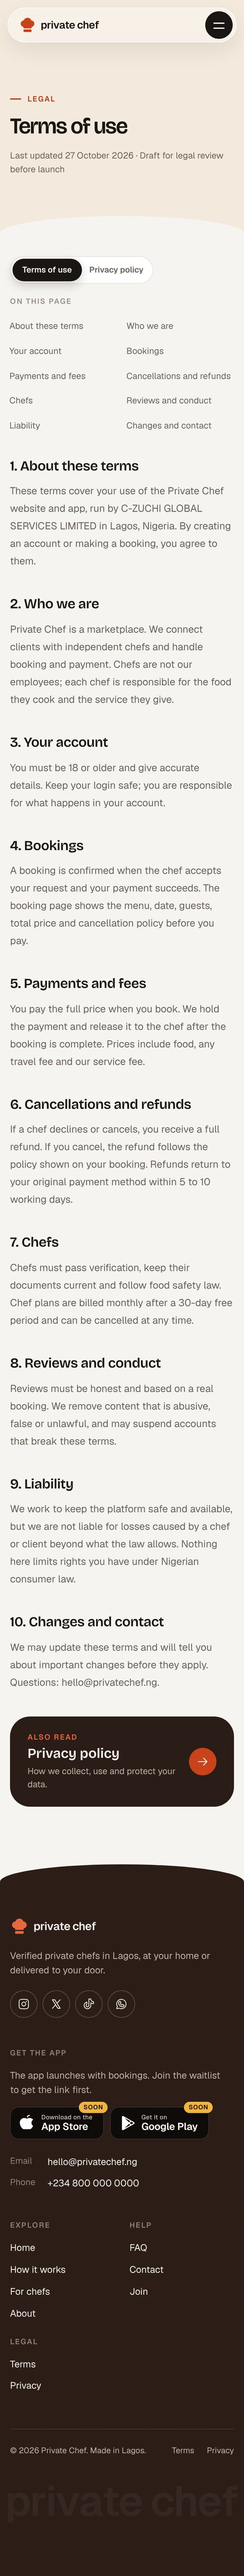 private chef
LEGAL
Terms of use
Last updated 27 October 2026 · Draft for legal review
before launch
Terms of use
Privacy policy
ON THIS PAGE
About these terms
Who we are
Your account
Bookings
Payments and fees
Cancellations and refunds
Chefs
Reviews and conduct
Liability
Changes and contact
1. About these terms
These terms cover your use of the Private Chef
website and app, run by C-ZUCHI GLOBAL
SERVICES LIMITED in Lagos, Nigeria. By creating
an account or making a booking, you agree to
them.
2. Who we are
Private Chef is a marketplace. We connect
clients with independent chefs and handle
booking and payment. Chefs are not our
employees; each chef is responsible for the food
they cook and the service they give.
3. Your account
You must be 18 or older and give accurate
details. Keep your login safe; you are responsible
for what happens in your account.
4. Bookings
A booking is confirmed when the chef accepts
your request and your payment succeeds. The
booking page shows the menu, date, guests,
total price and cancellation policy before you
pay.
5. Payments and fees
You pay the full price when you book. We hold
the payment and release it to the chef after the
booking is complete. Prices include food, any
travel fee and our service fee.
6. Cancellations and refunds
If a chef declines or cancels, you receive a full
refund. If you cancel, the refund follows the
policy shown on your booking. Refunds return to
your original payment method within 5 to 10
working days.
7. Chefs
Chefs must pass verification, keep their
documents current and follow food safety law.
Chef plans are billed monthly after a 30-day free
period and can be cancelled at any time.
8. Reviews and conduct
Reviews must be honest and based on a real
booking. We remove content that is abusive,
false or unlawful, and may suspend accounts
that break these terms.
9. Liability
We work to keep the platform safe and available,
but we are not liable for losses caused by a chef
or client beyond what the law allows. Nothing
here limits rights you have under Nigerian
consumer law.
10. Changes and contact
We may update these terms and will tell you
about important changes before they apply.
Questions: hello@privatechef.ng.
ALSO READ
Privacy policy
How we collect, use and protect your
data.
private chef
Verified private chefs in Lagos, at your home or
delivered to your door.
GET THE APP
The app launches with bookings. Join the waitlist
to get the link first.
SOON
Download on the
App Store
SOON
Get it on
Google Play
Email hello@privatechef.ng
Phone +234 800 000 0000
EXPLORE
Home
How it works
For chefs
About
HELP
FAQ
Contact
Join
LEGAL
Terms
Privacy
© 2026 Private Chef. Made in Lagos.
Terms
Privacy
private chef